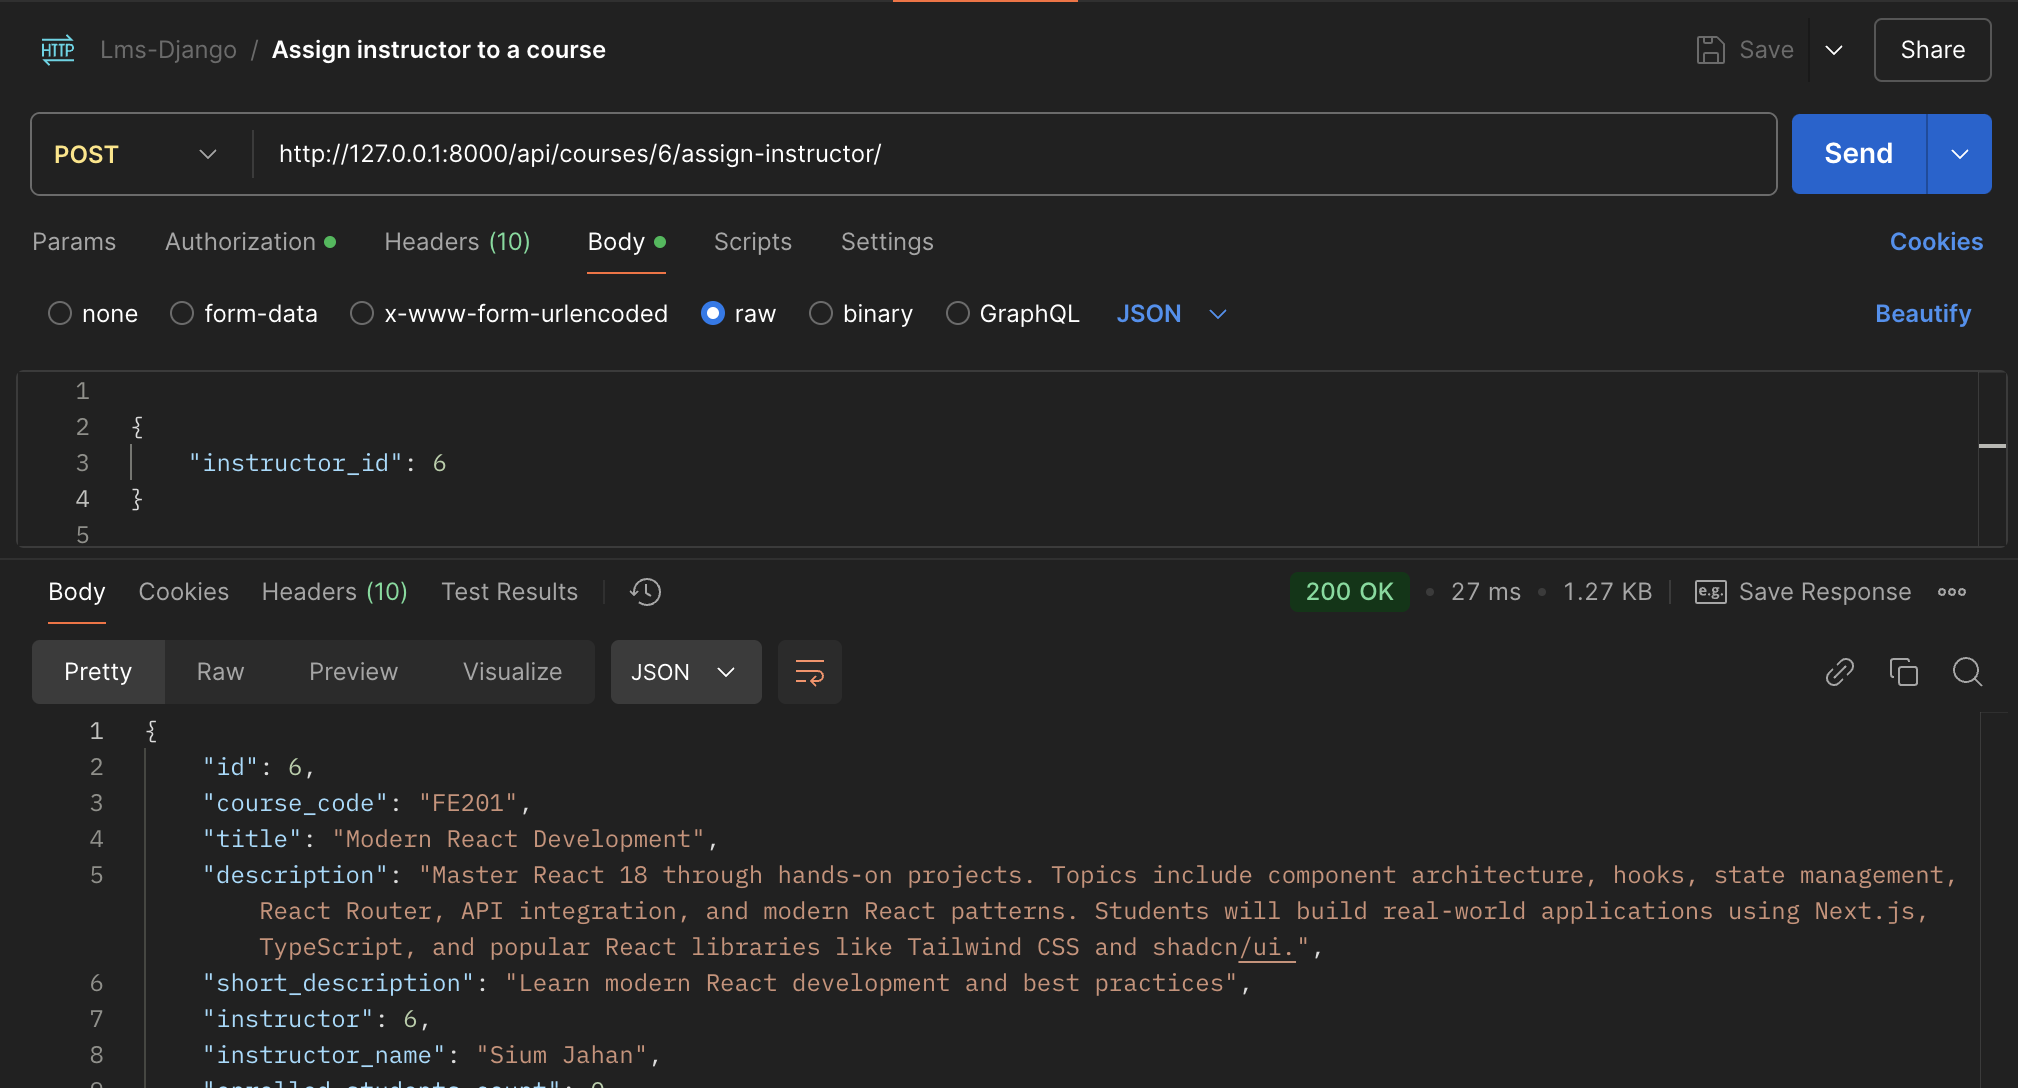 HTTP Lms-Django / Assign instructor to a course Save Share
POST http://127.0.0.1:8000/api/courses/6/assign-instructor/ Send
Params Authorization Headers (10) Body Scripts Settings Cookies
none form-data x-www-form-urlencoded raw binary GraphQL JSON Beautify
1
2 {
3 "instructor_id": 6
4 }
5
Body Cookies Headers (10) Test Results 200 OK • 27 ms • 1.27 KB e.g. Save Response
Pretty Raw Preview Visualize JSON
1 {
2 "id": 6,
3 "course_code": "FE201",
4 "title": "Modern React Development",
5 "description": "Master React 18 through hands-on projects. Topics include component architecture, hooks, state management,
React Router, API integration, and modern React patterns. Students will build real-world applications using Next.js,
TypeScript, and popular React libraries like Tailwind CSS and shadcn/ui.",
6 "short_description": "Learn modern React development and best practices",
7 "instructor": 6,
8 "instructor_name": "Sium Jahan",
9 "enrolled_students_count": 0